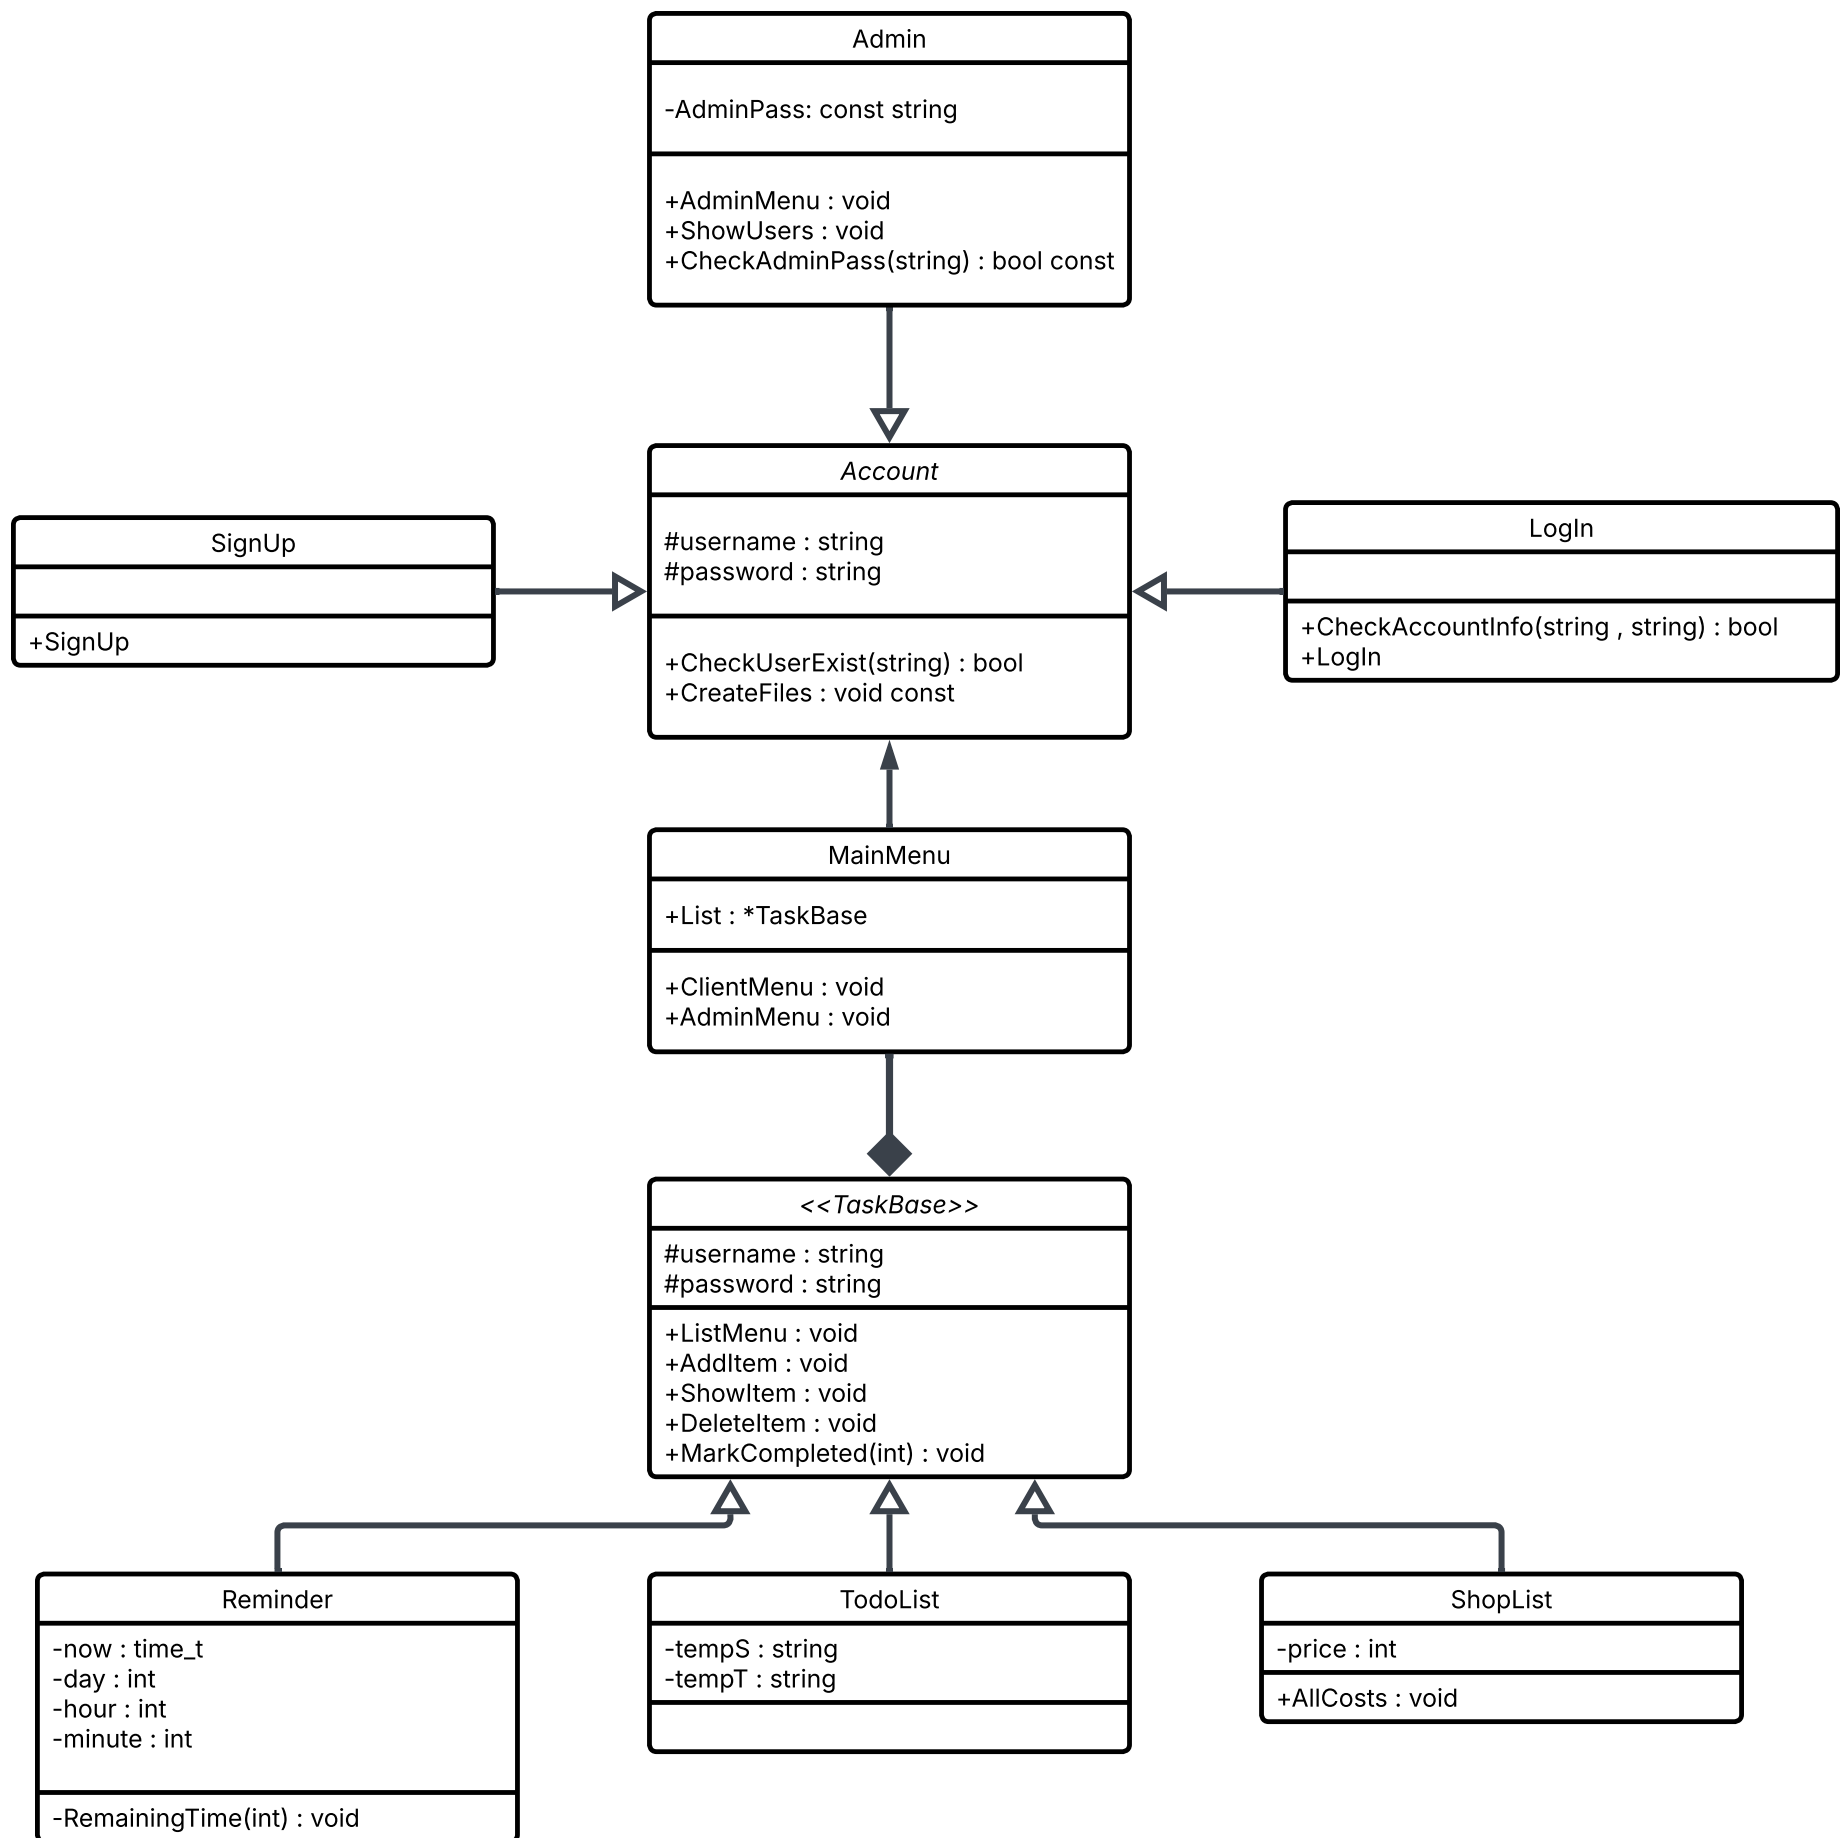 Admin
-AdminPass: const string
+AdminMenu : void
+ShowUsers : void
+CheckAdminPass(string) : bool const
Account
#username : string
#password : string
+CheckUserExist(string) : bool
+CreateFiles : void const
SignUp
+SignUp
LogIn
+CheckAccountInfo(string , string) : bool
+LogIn
MainMenu
+List : *TaskBase
+ClientMenu : void
+AdminMenu : void
<<TaskBase>>
#username : string
#password : string
+ListMenu : void
+AddItem : void
+ShowItem : void
+DeleteItem : void
+MarkCompleted(int) : void
Reminder
-now : time_t
-day : int
-hour : int
-minute : int
-RemainingTime(int) : void
TodoList
-tempS : string
-tempT : string
ShopList
-price : int
+AllCosts : void